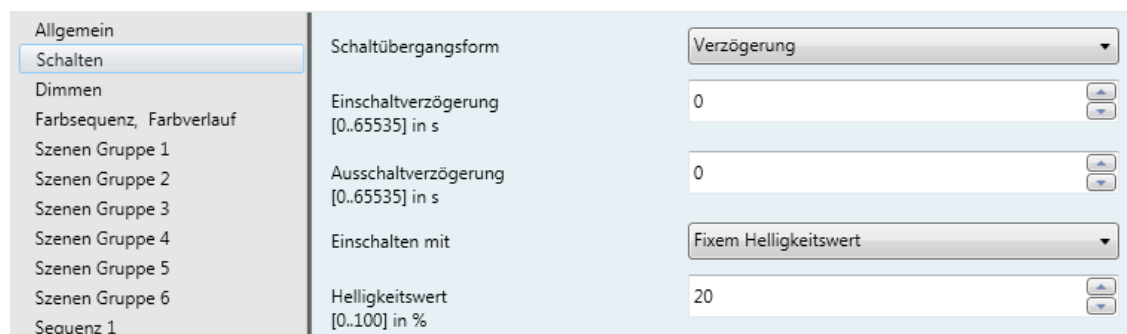 Allgemein
Schalten
Dimmen
Farbsequenz, Farbverlauf
Szenen Gruppe 1
Szenen Gruppe 2
Szenen Gruppe 3
Szenen Gruppe 4
Szenen Gruppe 5
Szenen Gruppe 6
Sequenz 1
Schaltübergangsform
Verzögerung
Einschaltverzögerung
[0..65535] in s
0
Ausschaltverzögerung
[0..65535] in s
0
Einschalten mit
Fixem Helligkeitswert
Helligkeitswert
[0..100] in %
20